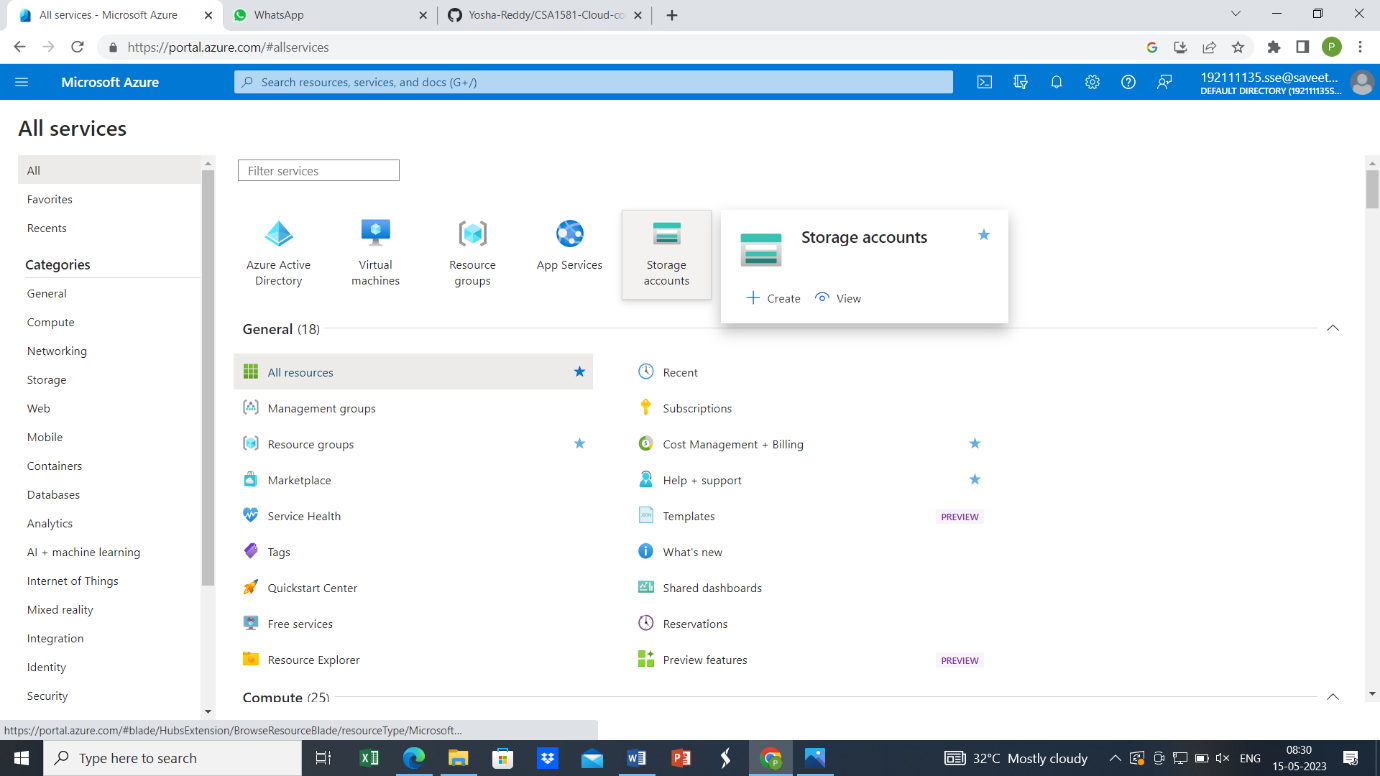 All services - Microsoft Azure
WhatsApp
Yosha-Reddy/CSA1581-Cloud-co
https://portal.azure.com/#allservices
P
Microsoft Azure
Search resources, services, and docs (G+/)
192111135.sse@saveet...
DEFAULT DIRECTORY (192111135S...
All services
All
Favorites
Recents
Categories
General
Compute
Networking
Storage
Web
Mobile
Containers
Databases
Analytics
AI + machine learning
Internet of Things
Mixed reality
Integration
Identity
Security
Filter services
Azure Active
Directory
Virtual
machines
Resource
groups
App Services
Storage
accounts
Storage accounts
Create
View
General (18)
All resources
Recent
Management groups
Subscriptions
Resource groups
Cost Management + Billing
Marketplace
Help + support
Service Health
Templates
PREVIEW
Tags
What's new
Quickstart Center
Shared dashboards
Free services
Reservations
Resource Explorer
Preview features
PREVIEW
Compute (25)
https://portal.azure.com/#blade/HubsExtension/BrowseResourceBlade/resourceType/Microsoft...
Type here to search
32°C Mostly cloudy
ENG
08:30
15-05-2023